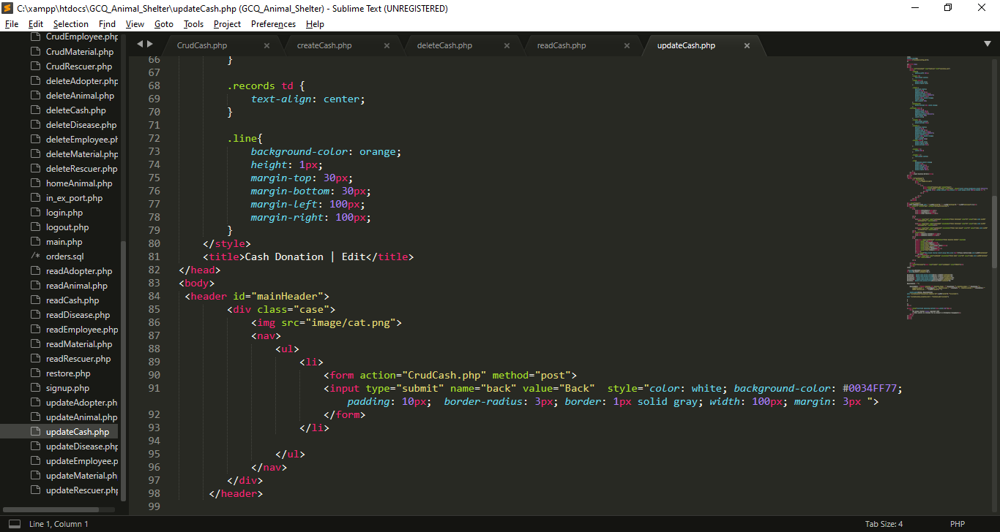 C:\xampp\htdocs\GCQ_Animal_Shelter\updateCash.php (GCQ_Animal_Shelter) - Sublime Text (UNREGISTERED)
File Edit Selection Find View Goto Tools Project Preferences Help
CrudEmployee.php
CrudMaterial.php
CrudRescuer.php
deleteAdopter.php
deleteAnimal.php
deleteCash.php
deleteDisease.php
deleteEmployee.ph
deleteMaterial.php
deleteRescuer.php
homeAnimal.php
in_ex_port.php
login.php
logout.php
main.php
/* orders.sql
readAdopter.php
readAnimal.php
readCash.php
readDisease.php
readEmployee.php
readMaterial.php
readRescuer.php
restore.php
signup.php
updateAdopter.ph
updateAnimal.php
updateCash.php
updateDisease.php
updateEmployee.p
updateMaterial.ph
updateRescuer.php
CrudCash.php × createCash.php × deleteCash.php × readCash.php × updateCash.php ×
66 }
67
68 .records td {
69 text-align: center;
70 }
71
72 .line{
73 background-color: orange;
74 height: 1px;
75 margin-top: 30px;
76 margin-bottom: 30px;
77 margin-left: 100px;
78 margin-right: 100px;
79 }
80 </style>
81 <title>Cash Donation | Edit</title>
82 </head>
83 <body>
84 <header id="mainHeader">
85 <div class="case">
86 <img src="image/cat.png">
87 <nav>
88 <ul>
89 <li>
90 <form action="CrudCash.php" method="post">
91 <input type="submit" name="back" value="Back"  style="color: white; background-color: #0034FF77;
padding: 10px;  border-radius: 3px; border: 1px solid gray; width: 100px; margin: 3px ">
92 </form>
93 </li>
94
95 </ul>
96 </nav>
97 </div>
98 </header>
99
Line 1, Column 1 Tab Size: 4 PHP